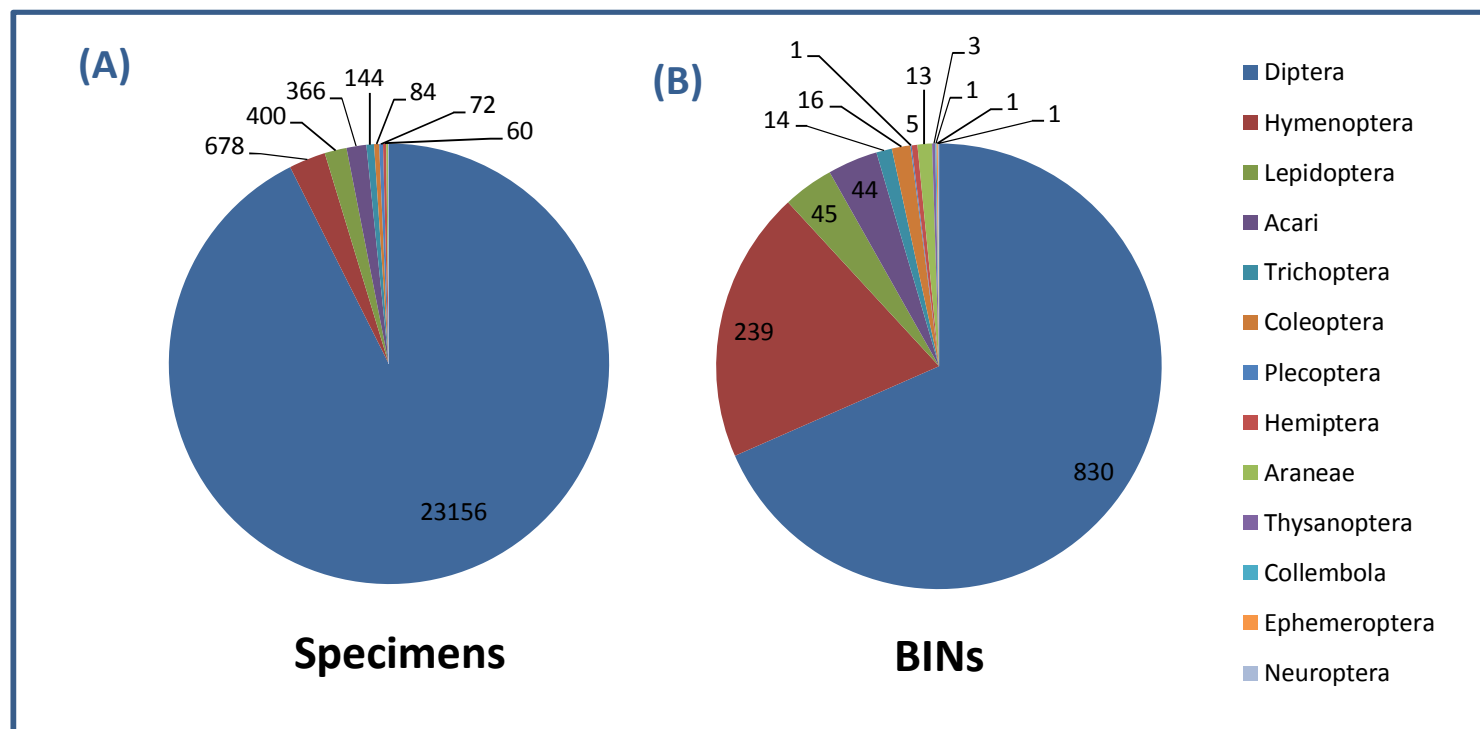 (A)
144
84
366
72
400
60
678
23156
Specimens
(B)
1
3
13
16
5
1
1
14
1
44
45
239
830
BINs
Diptera
Hymenoptera
Lepidoptera
Acari
Trichoptera
Coleoptera
Plecoptera
Hemiptera
Araneae
Thysanoptera
Collembola
Ephemeroptera
Neuroptera